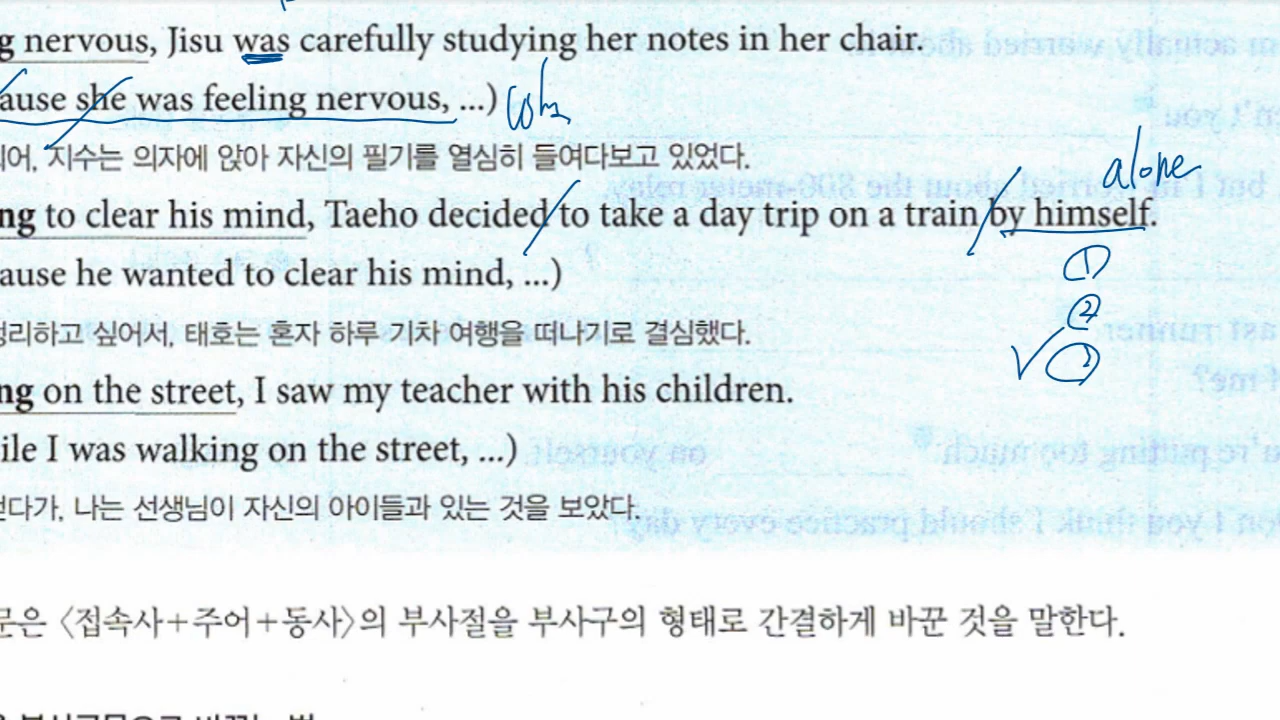 g nervous, Jisu was carefully studying her notes in her chair.
ause she was feeling nervous, ...)
어, 지수는 의자에 앉아 자신의 필기를 열심히 들여다보고 있었다.
alone
ng to clear his mind, Taeho decided to take a day trip on a train by himself.
①
ause he wanted to clear his mind, ...)
②
리하고 싶어서, 태호는 혼자 하루 기차 여행을 떠나기로 결심했다.
ng on the street, I saw my teacher with his children.
ile I was walking on the street, ...)
다가, 나는 선생님이 자신의 아이들과 있는 것을 보았다.
문은 〈접속사+주어+동사〉의 부사절을 부사구의 형태로 간결하게 바꾼 것을 말한다.